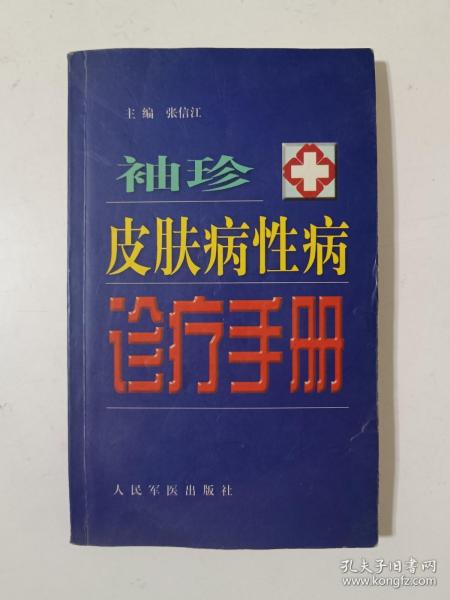 主编 张信江
袖珍
皮肤病性病
诊疗手册
人民军医出版社
孔夫子旧书网
www.kongfz.com